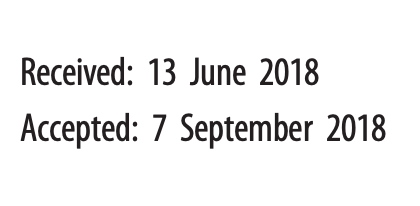 Received: 13 June 2018
Accepted: 7 September 2018